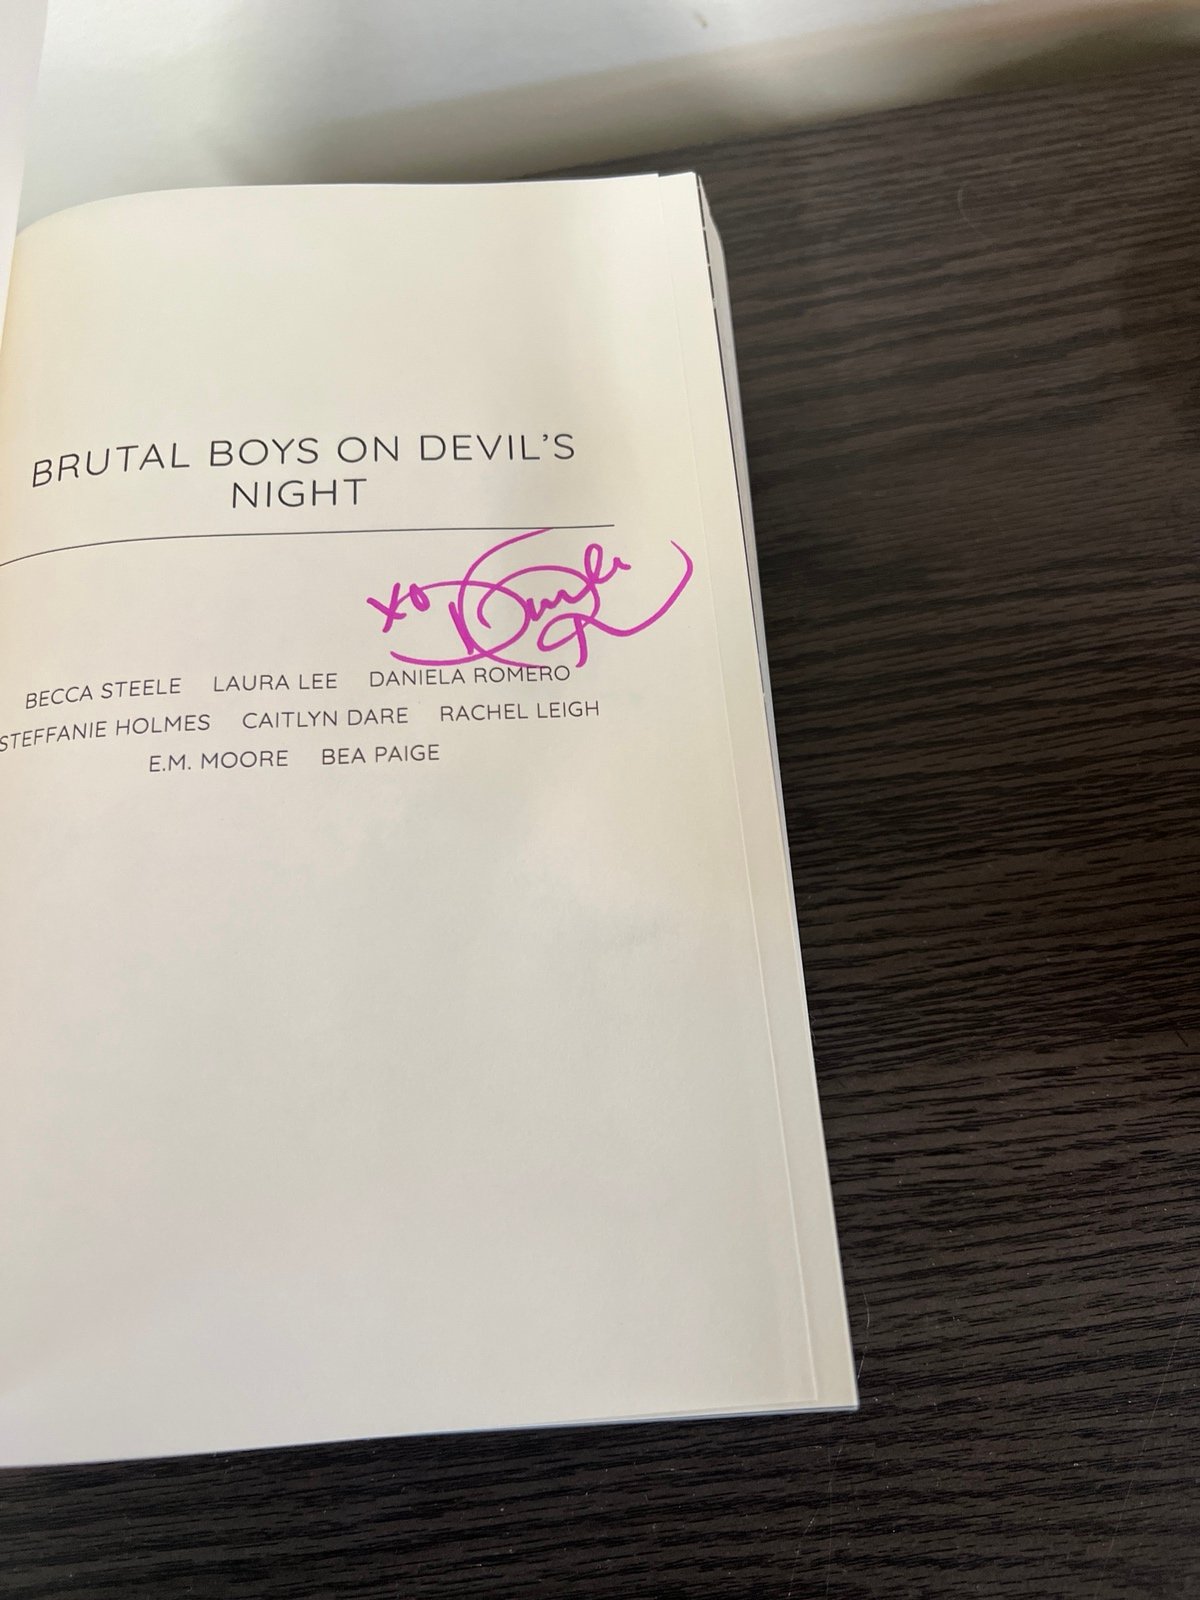 BRUTAL BOYS ON DEVIL'S
NIGHT
xo
BECCA STEELE LAURA LEE DANIELA ROMERO
STEFFANIE HOLMES CAITLYN DARE RACHEL LEIGH
E.M. MOORE BEA PAIGE